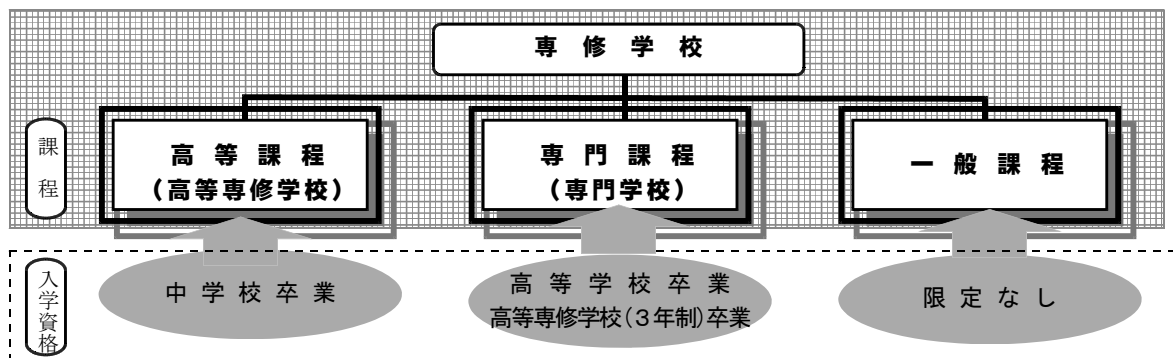 専修学校
課程
高等課程
(高等専修学校)
専門課程
(専門学校)
一般課程
入学資格
中学校卒業
高等学校卒業
高等専修学校(3年制)卒業
限定なし